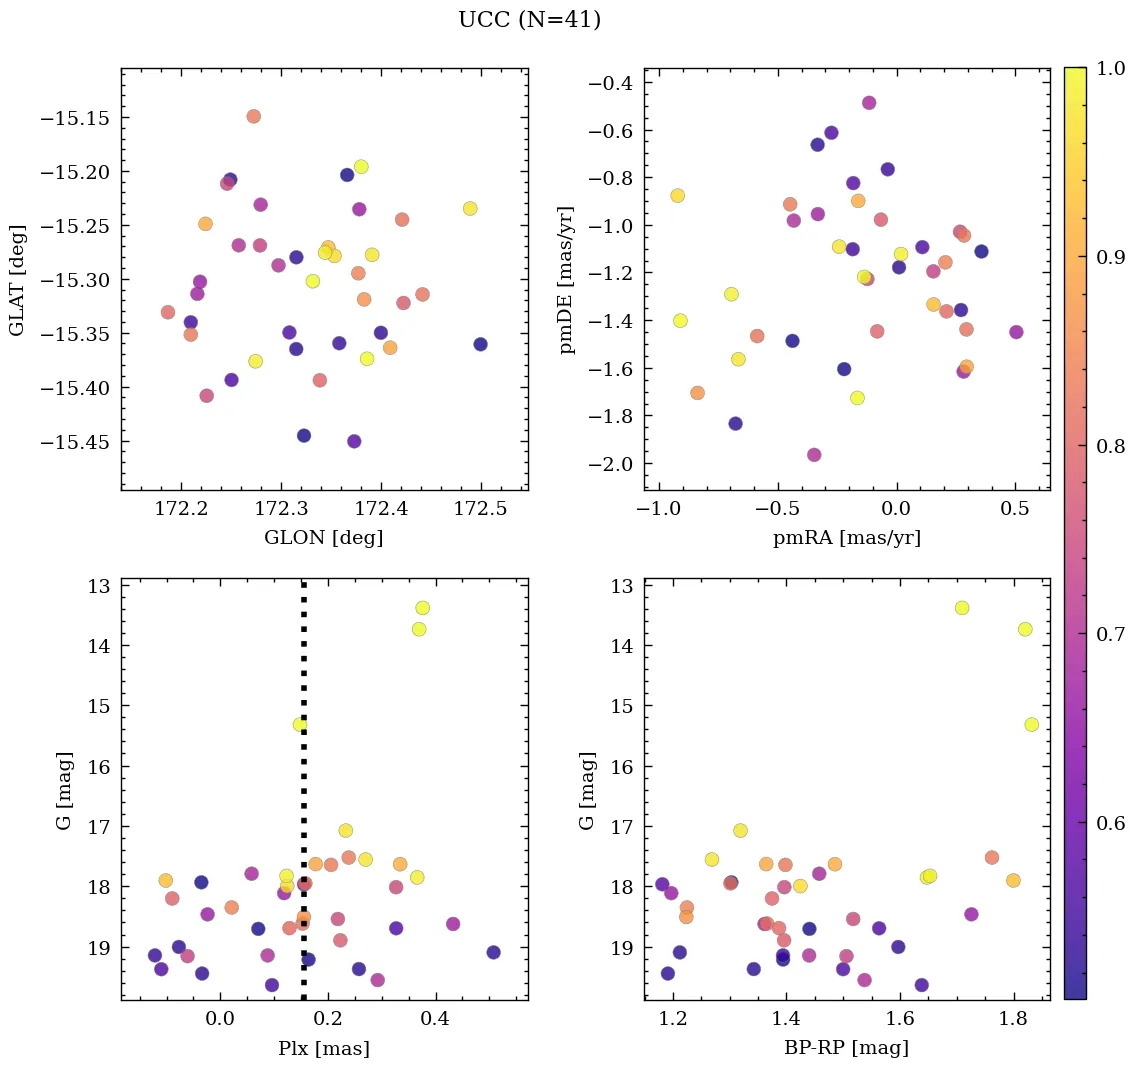 UCC (N=41)
−15.15
−15.20
−15.25
−15.30
−15.35
−15.40
−15.45
GLAT [deg]
172.2 172.3 172.4 172.5
GLON [deg]
−0.4
−0.6
−0.8
−1.0
−1.2
−1.4
−1.6
−1.8
−2.0
pmDE [mas/yr]
−1.0 −0.5 0.0 0.5
pmRA [mas/yr]
1.0
0.9
0.8
0.7
0.6
13
14
15
16
17
18
19
G [mag]
0.0 0.2 0.4
Plx [mas]
13
14
15
16
17
18
19
G [mag]
1.2 1.4 1.6 1.8
BP-RP [mag]